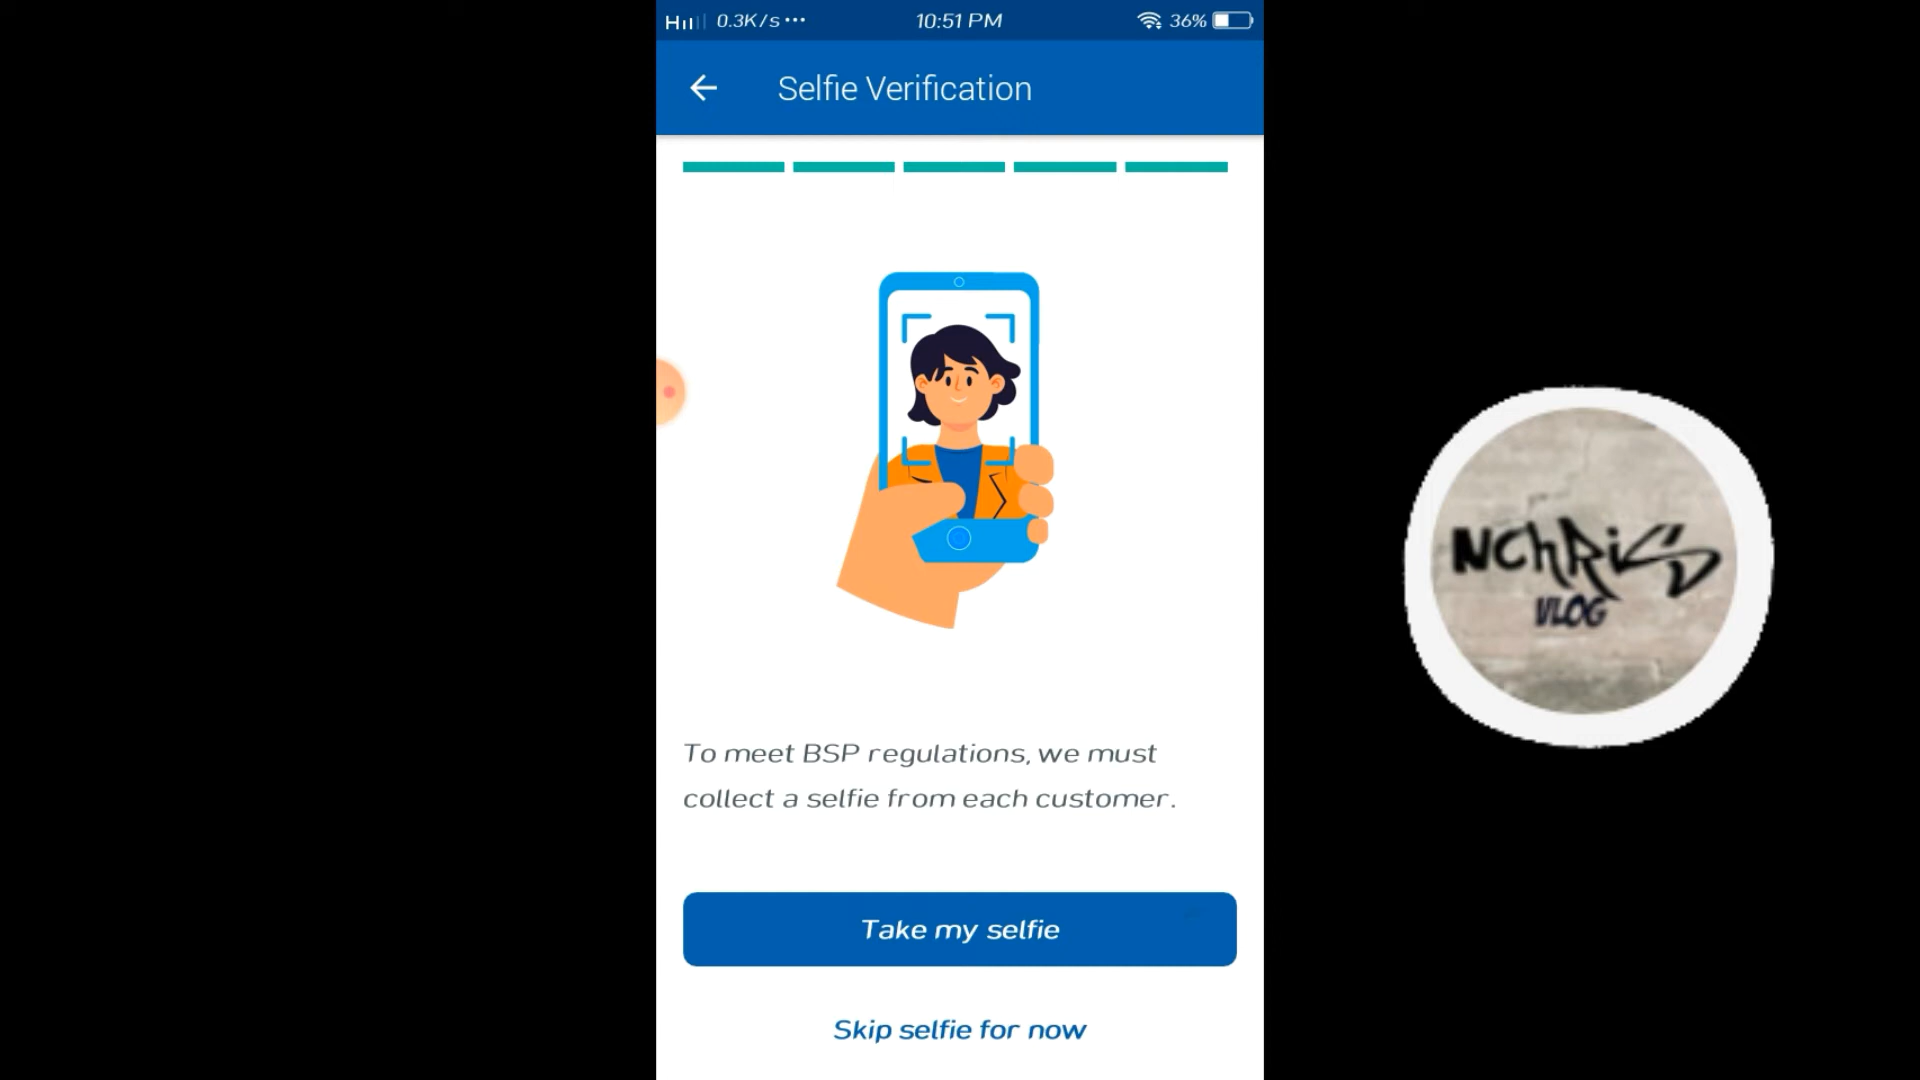 0.3K/s...
10:51 PM
36%
Selfie Verification
To meet BSP regulations, we must
collect a selfie from each customer.
Take my selfie
Skip selfie for now
NChRiS
VLOG